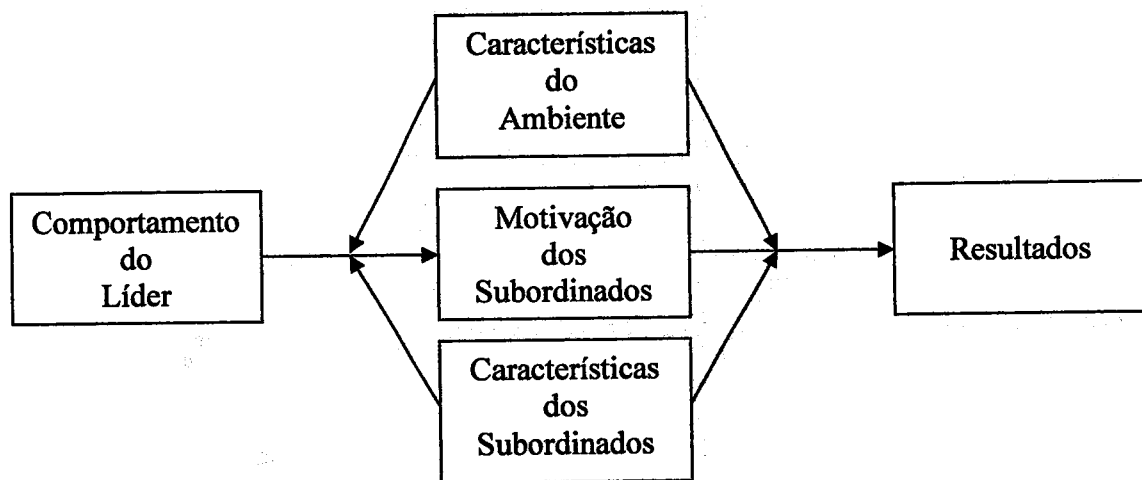 Características
do
Ambiente
Comportamento
do
Líder
Motivação
dos
Subordinados
Resultados
Características
dos
Subordinados